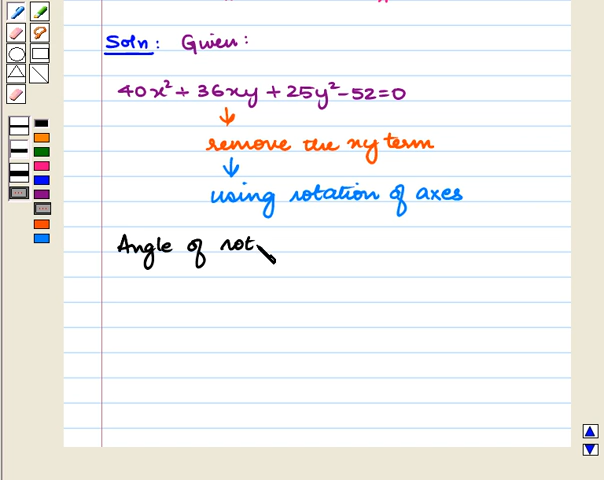 Soln: Given:
40x² + 36xy + 25y² - 52 = 0
remove the xy term
using rotation of axes
Angle of rot